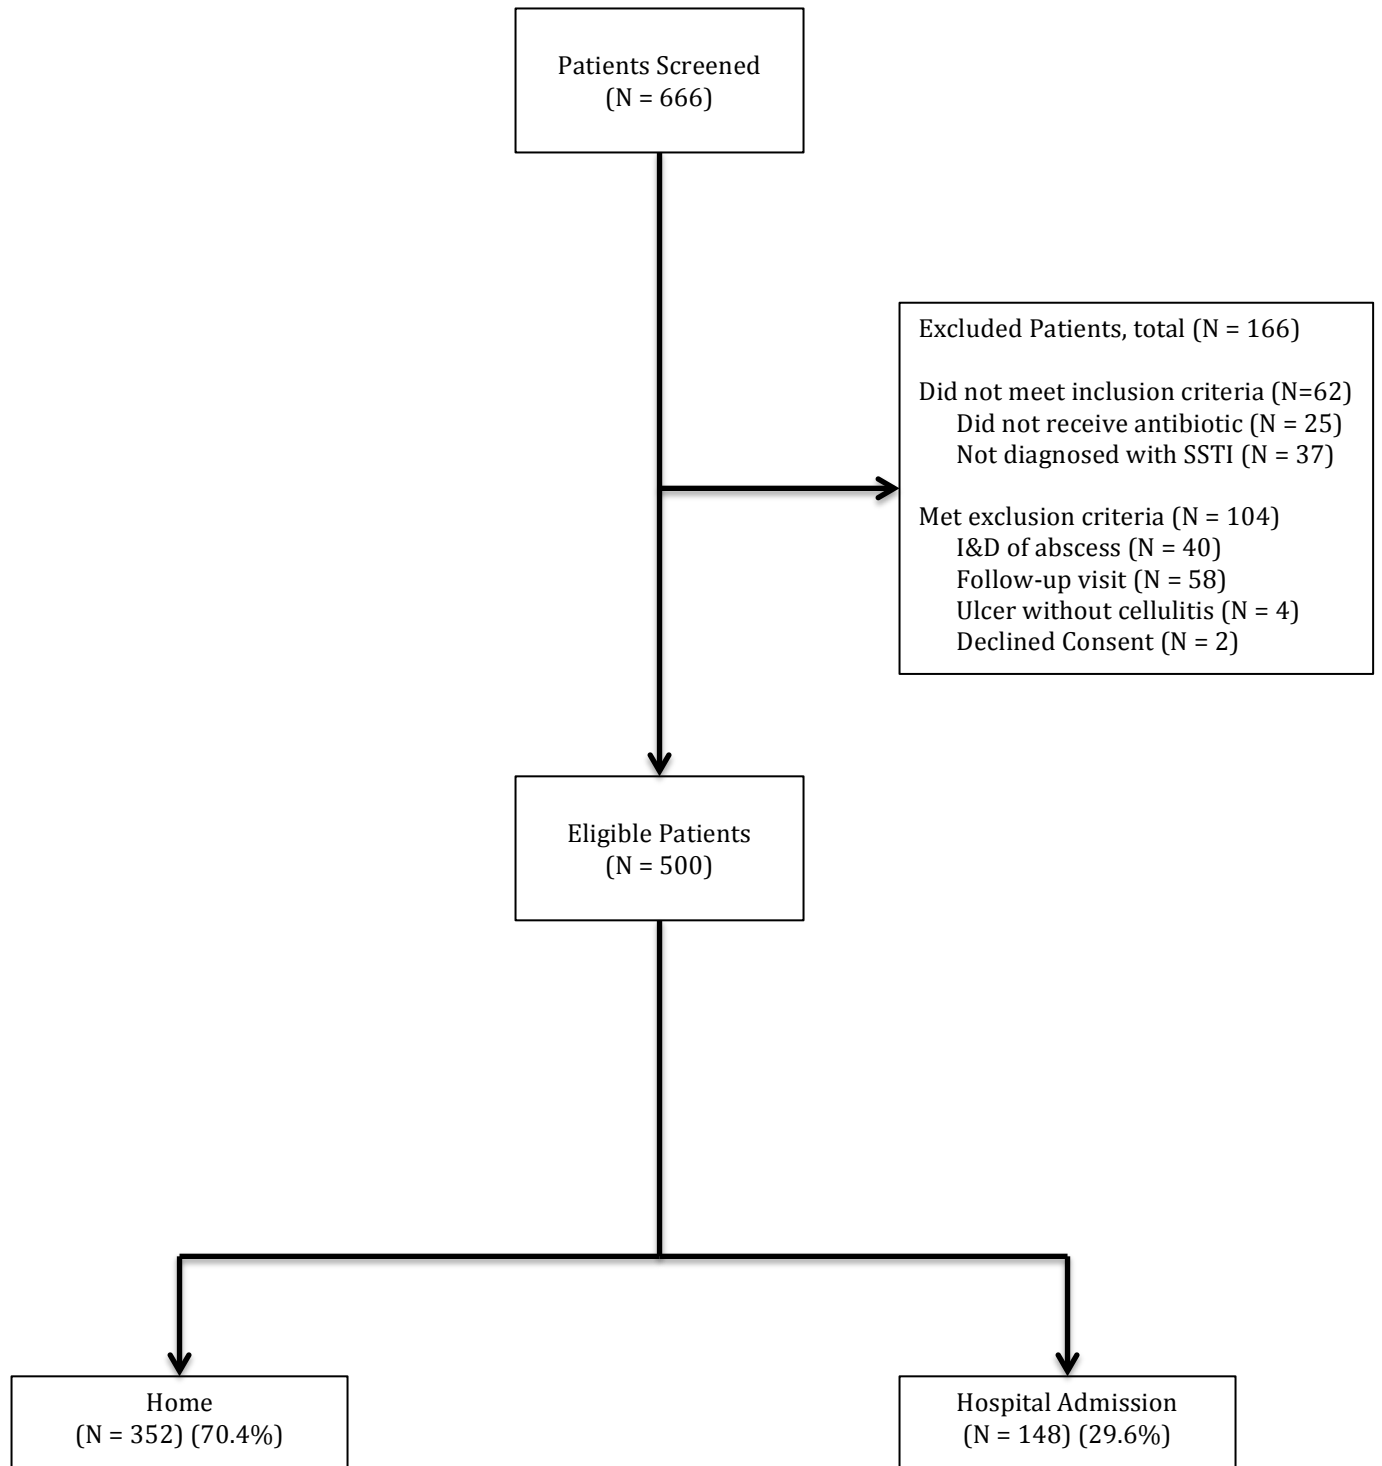 Patients Screened
(N = 666)
Excluded Patients, total (N = 166)
Did not meet inclusion criteria (N=62)
Did not receive antibiotic (N = 25)
Not diagnosed with SSTI (N = 37)
Met exclusion criteria (N = 104)
I&D of abscess (N = 40)
Follow-up visit (N = 58)
Ulcer without cellulitis (N = 4)
Declined Consent (N = 2)
Eligible Patients
(N = 500)
Home
(N = 352) (70.4%)
Hospital Admission
(N = 148) (29.6%)